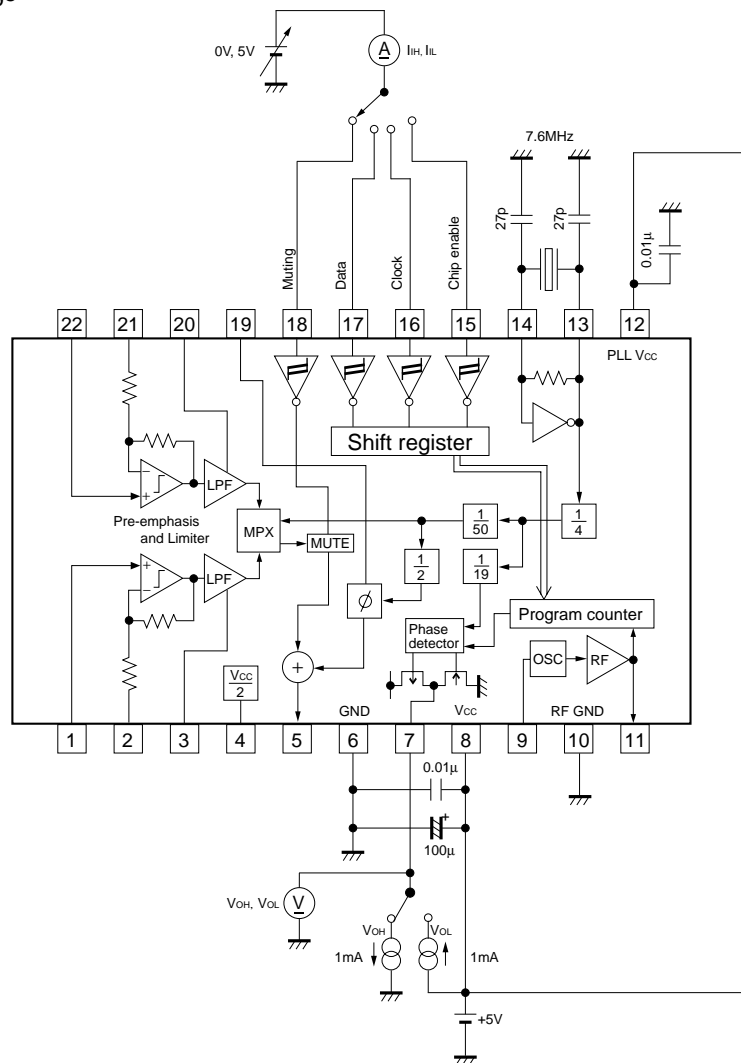 0V, 5V
A
IIH, IIL
7.6MHz
27p
27p
0.01μ
Muting
Data
Clock
Chip enable
22
21
20
19
18
17
16
15
14
13
12
PLL VCC
Shift register
LPF
Pre-emphasis
and Limiter
MPX
MUTE
1
50
1
4
1
2
1
19
LPF
ϕ
Program counter
Phase
detector
OSC
RF
+
VCC
2
GND
VCC
RF GND
1
2
3
4
5
6
7
8
9
10
11
0.01μ
+
100μ
VOH, VOL
V
VOH
VOL
1mA
1mA
+5V